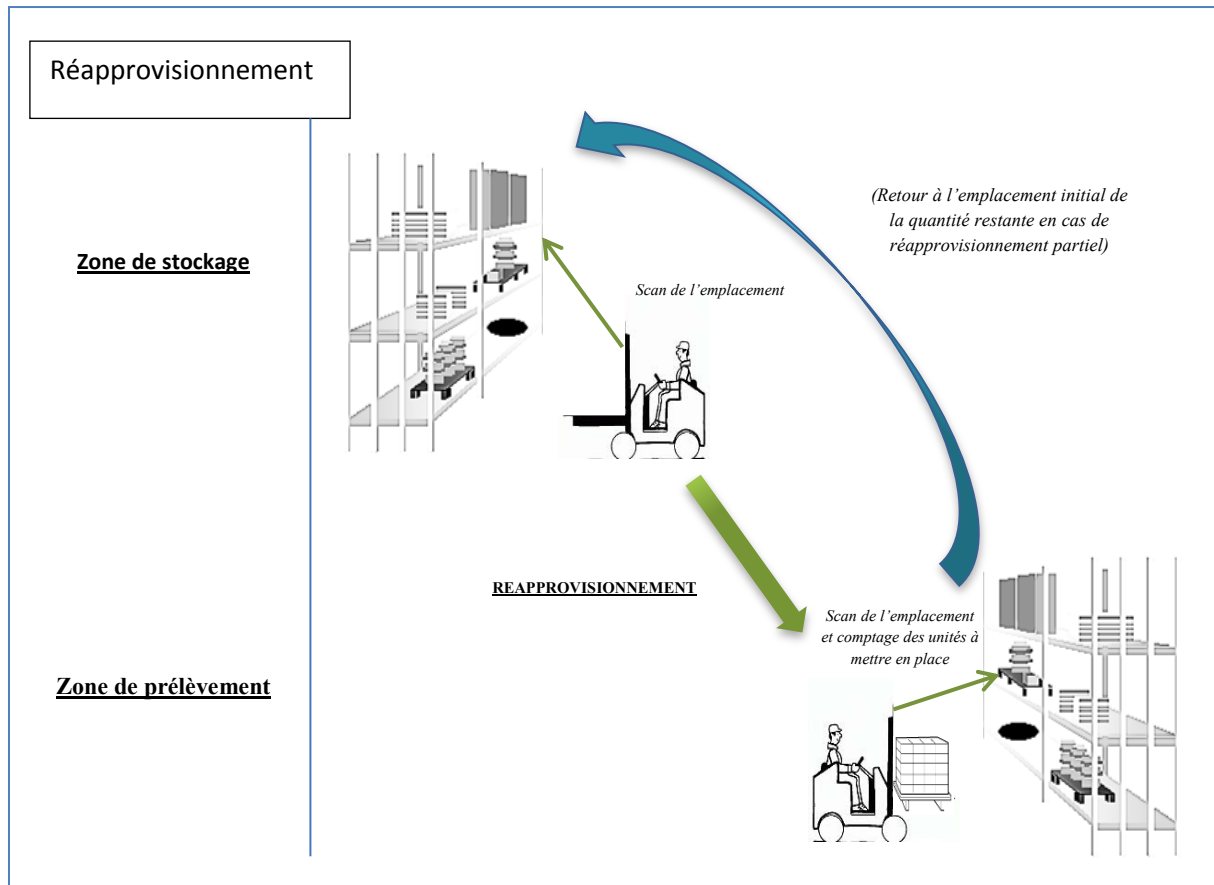 Réapprovisionnement
(Retour à l’emplacement initial de
la quantité restante en cas de
réapprovisionnement partiel)
Zone de stockage
Scan de l’emplacement
REAPPROVISIONNEMENT
Scan de l’emplacement
et comptage des unités à
mettre en place
Zone de prélèvement